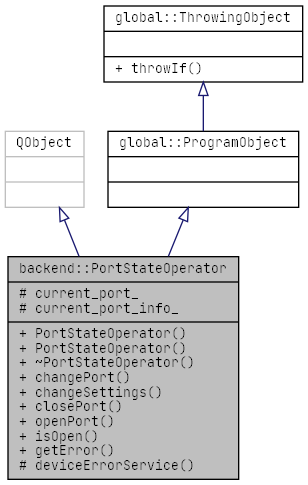 global::ThrowingObject
+ throwIf()
QObject
global::ProgramObject
backend::PortStateOperator
# current_port_
# current_port_info_
+ PortStateOperator()
+ PortStateOperator()
+ ~PortStateOperator()
+ changePort()
+ changeSettings()
+ closePort()
+ openPort()
+ isOpen()
+ getError()
# deviceErrorService()